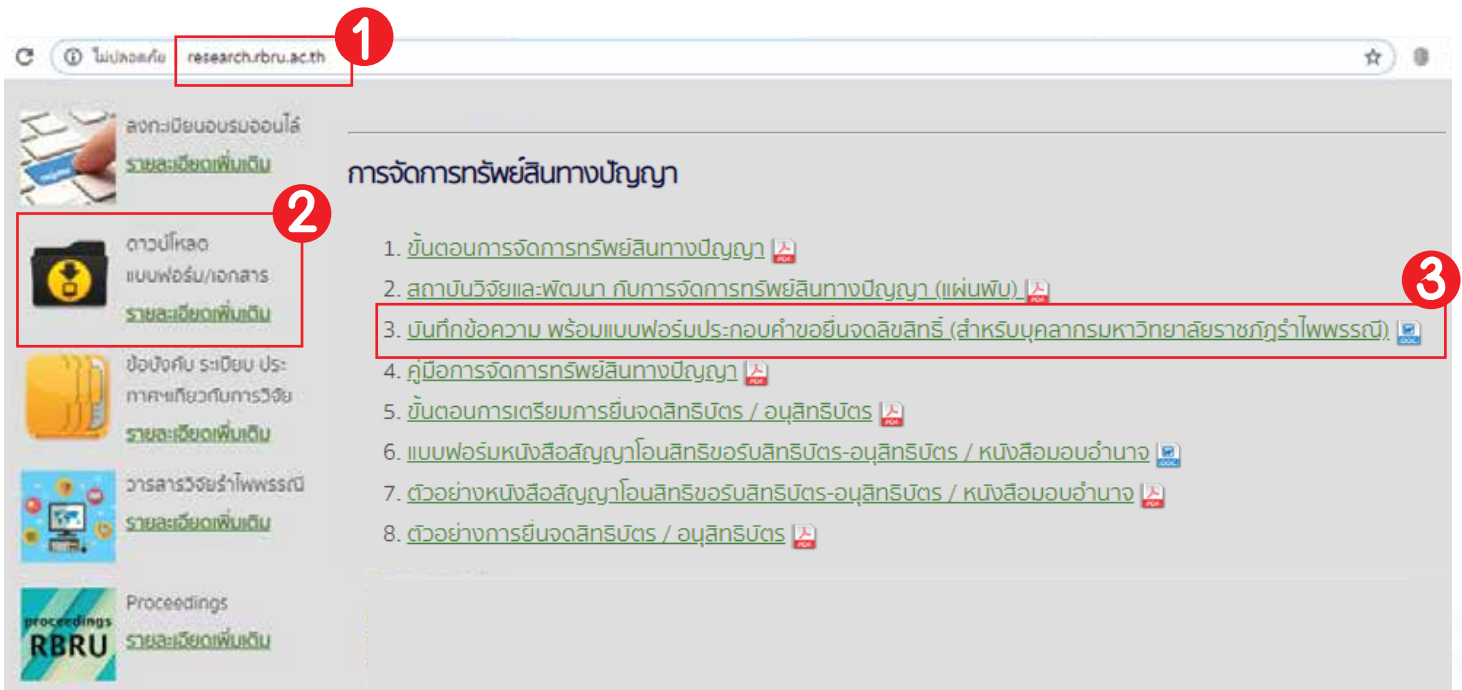 1
ไม่ปลอดภัย research.rbru.ac.th
ลงทะเบียนอบรมออนไล์
รายละเอียดเพิ่มเติม
2
ดาวน์โหลด
แบบฟอร์ม/เอกสาร
รายละเอียดเพิ่มเติม
ข้อบังคับ ระเบียบ ประ
กาศฯเกี่ยวกับการวิจัย
รายละเอียดเพิ่มเติม
วารสารวิจัยรำไพพรรณี
รายละเอียดเพิ่มเติม
proceedings
RBRU
Proceedings
รายละเอียดเพิ่มเติม
การจัดการทรัพย์สินทางปัญญา
1. ขั้นตอนการจัดการทรัพย์สินทางปัญญา PDF
2. สถาบันวิจัยและพัฒนา กับการจัดการทรัพย์สินทางปัญญา (แผ่นพับ) PDF
3
3. บันทึกข้อความ พร้อมแบบฟอร์มประกอบคำขอยื่นจดลิขสิทธิ์ (สำหรับบุคลากรมหาวิทยาลัยราชภัฏรำไพพรรณี) DOC
4. คู่มือการจัดการทรัพย์สินทางปัญญา PDF
5. ขั้นตอนการเตรียมการยื่นจดสิทธิบัตร / อนุสิทธิบัตร PDF
6. แบบฟอร์มหนังสือสัญญาโอนสิทธิขอรับสิทธิบัตร-อนุสิทธิบัตร / หนังสือมอบอำนาจ DOC
7. ตัวอย่างหนังสือสัญญาโอนสิทธิขอรับสิทธิบัตร-อนุสิทธิบัตร / หนังสือมอบอำนาจ PDF
8. ตัวอย่างการยื่นจดสิทธิบัตร / อนุสิทธิบัตร PDF